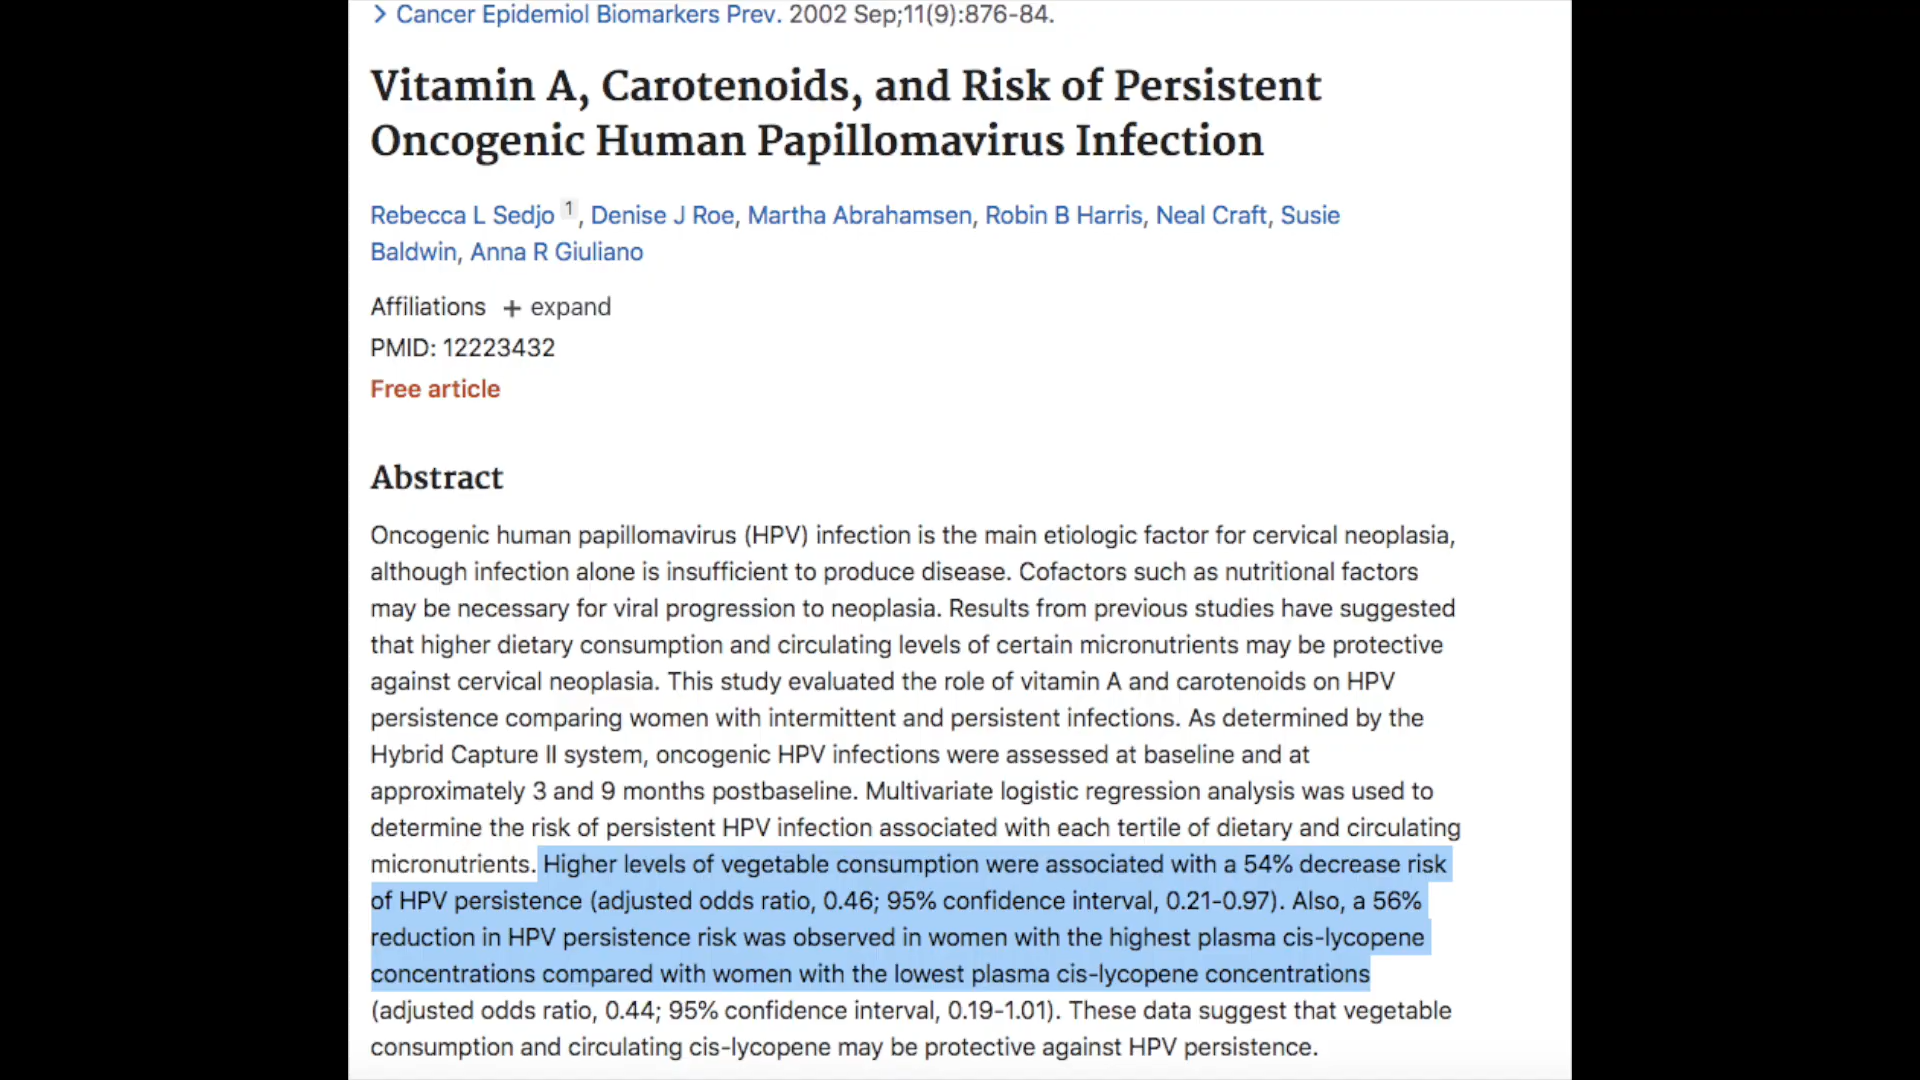 > Cancer Epidemiol Biomarkers Prev. 2002 Sep;11(9):876-84.
Vitamin A, Carotenoids, and Risk of Persistent
Oncogenic Human Papillomavirus Infection
Rebecca L Sedjo 1, Denise J Roe, Martha Abrahamsen, Robin B Harris, Neal Craft, Susie
Baldwin, Anna R Giuliano
Affiliations + expand
PMID: 12223432
Free article
Abstract
Oncogenic human papillomavirus (HPV) infection is the main etiologic factor for cervical neoplasia,
although infection alone is insufficient to produce disease. Cofactors such as nutritional factors
may be necessary for viral progression to neoplasia. Results from previous studies have suggested
that higher dietary consumption and circulating levels of certain micronutrients may be protective
against cervical neoplasia. This study evaluated the role of vitamin A and carotenoids on HPV
persistence comparing women with intermittent and persistent infections. As determined by the
Hybrid Capture II system, oncogenic HPV infections were assessed at baseline and at
approximately 3 and 9 months postbaseline. Multivariate logistic regression analysis was used to
determine the risk of persistent HPV infection associated with each tertile of dietary and circulating
micronutrients. Higher levels of vegetable consumption were associated with a 54% decrease risk
of HPV persistence (adjusted odds ratio, 0.46; 95% confidence interval, 0.21-0.97). Also, a 56%
reduction in HPV persistence risk was observed in women with the highest plasma cis-lycopene
concentrations compared with women with the lowest plasma cis-lycopene concentrations
(adjusted odds ratio, 0.44; 95% confidence interval, 0.19-1.01). These data suggest that vegetable
consumption and circulating cis-lycopene may be protective against HPV persistence.